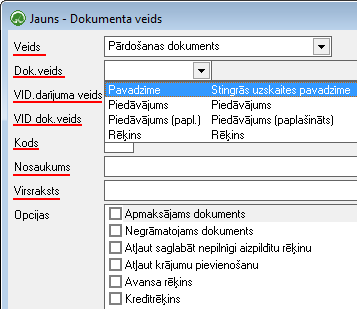 Jauns - Dokumenta veids
Veids Pārdošanas dokuments
Dok.veids
Pavadzīme Stingrās uzskaites pavadzīme
VID.darījuma veids
Piedāvājums Piedāvājums
VID dok.veids Piedāvājums (papl.) Piedāvājums (paplašināts)
Rēķins Rēķins
Kods
Nosaukums
Virsraksts
Opcijas Apmaksājams dokuments
Negrāmatojams dokuments
Atļaut saglabāt nepilnīgi aizpildītu rēķinu
Atļaut krājumu pievienošanu
Avansa rēķins
Kredītrēķins